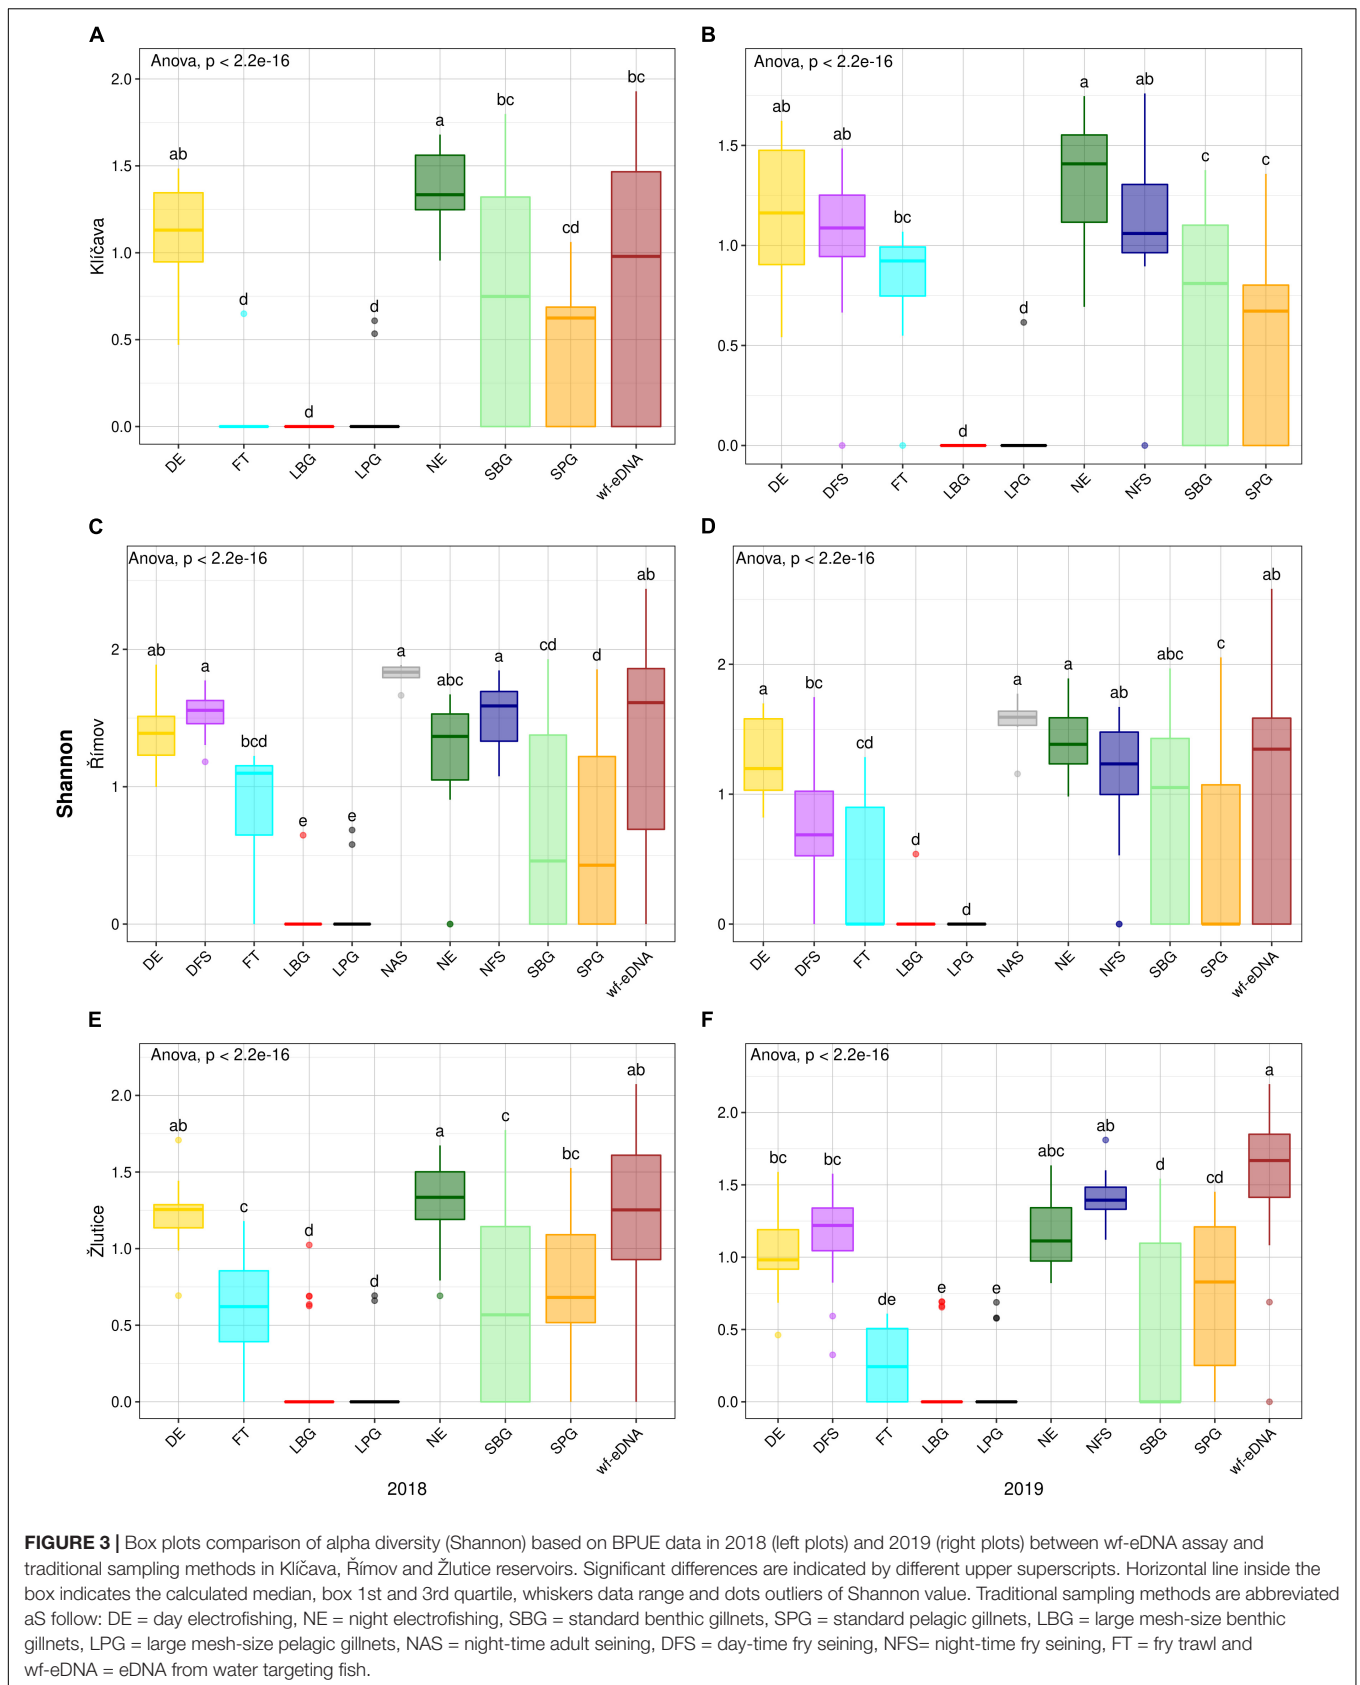 A
Anova, p < 2.2e-16
2.0
1.5
1.0
0.5
0.0
Klíčava
ab
d
d
d
a
bc
cd
bc
DE
FT
LBG
LPG
NE
SBG
SPG
wf-eDNA
B
Anova, p < 2.2e-16
1.5
1.0
0.5
0.0
ab
ab
bc
d
d
a
ab
c
c
DE
DFS
FT
LBG
LPG
NE
NFS
SBG
SPG
C
Anova, p < 2.2e-16
2
1
0
Shannon
Římov
ab
a
bcd
e
e
a
abc
a
cd
d
ab
DE
DFS
FT
LBG
LPG
NAS
NE
NFS
SBG
SPG
wf-eDNA
D
Anova, p < 2.2e-16
2
1
0
a
bc
cd
d
d
a
a
ab
abc
c
ab
DE
DFS
FT
LBG
LPG
NAS
NE
NFS
SBG
SPG
wf-eDNA
E
Anova, p < 2.2e-16
2.0
1.5
1.0
0.5
0.0
Žlutice
ab
c
d
d
a
c
bc
ab
DE
FT
LBG
LPG
NE
SBG
SPG
wf-eDNA
2018
F
Anova, p < 2.2e-16
2.0
1.5
1.0
0.5
0.0
bc
bc
de
e
e
abc
ab
d
cd
a
DE
DFS
FT
LBG
LPG
NE
NFS
SBG
SPG
wf-eDNA
2019
FIGURE 3 | Box plots comparison of alpha diversity (Shannon) based on BPUE data in 2018 (left plots) and 2019 (right plots) between wf-eDNA assay and
traditional sampling methods in Klíčava, Římov and Žlutice reservoirs. Significant differences are indicated by different upper superscripts. Horizontal line inside the
box indicates the calculated median, box 1st and 3rd quartile, whiskers data range and dots outliers of Shannon value. Traditional sampling methods are abbreviated
aS follow: DE = day electrofishing, NE = night electrofishing, SBG = standard benthic gillnets, SPG = standard pelagic gillnets, LBG = large mesh-size benthic
gillnets, LPG = large mesh-size pelagic gillnets, NAS = night-time adult seining, DFS = day-time fry seining, NFS= night-time fry seining, FT = fry trawl and
wf-eDNA = eDNA from water targeting fish.